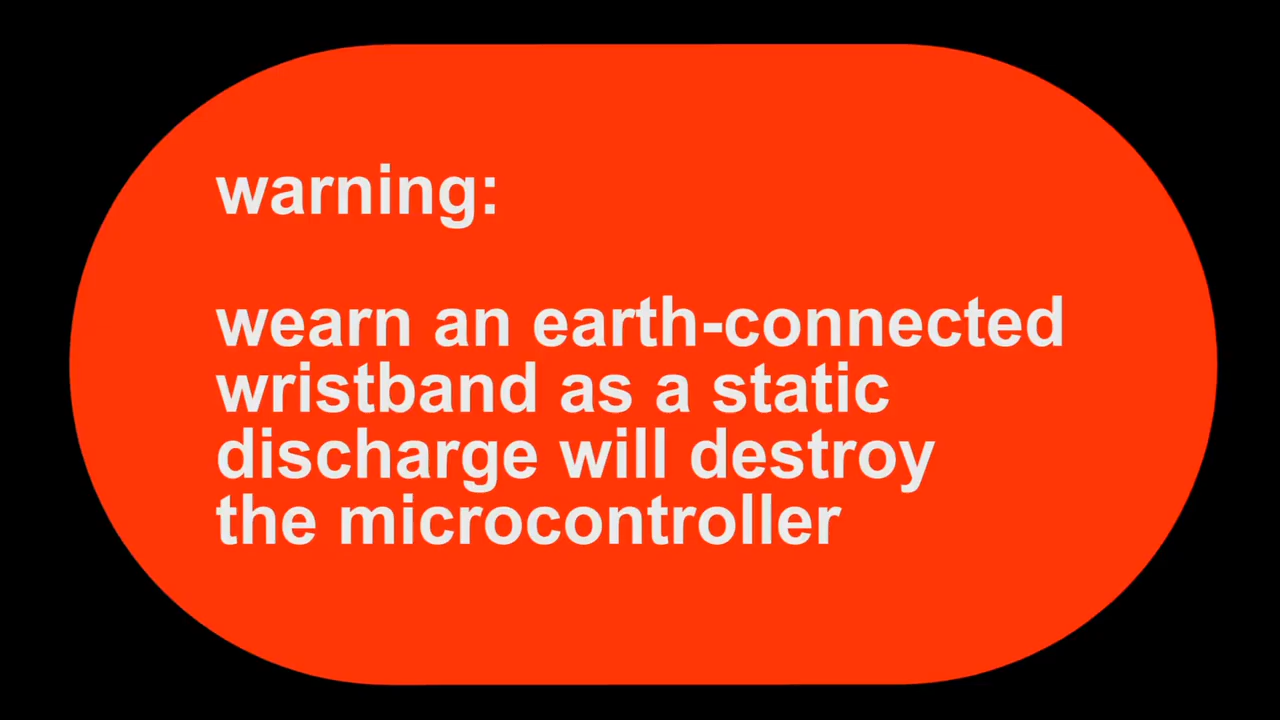 warning:
wearn an earth-connected
wristband as a static
discharge will destroy
the microcontroller